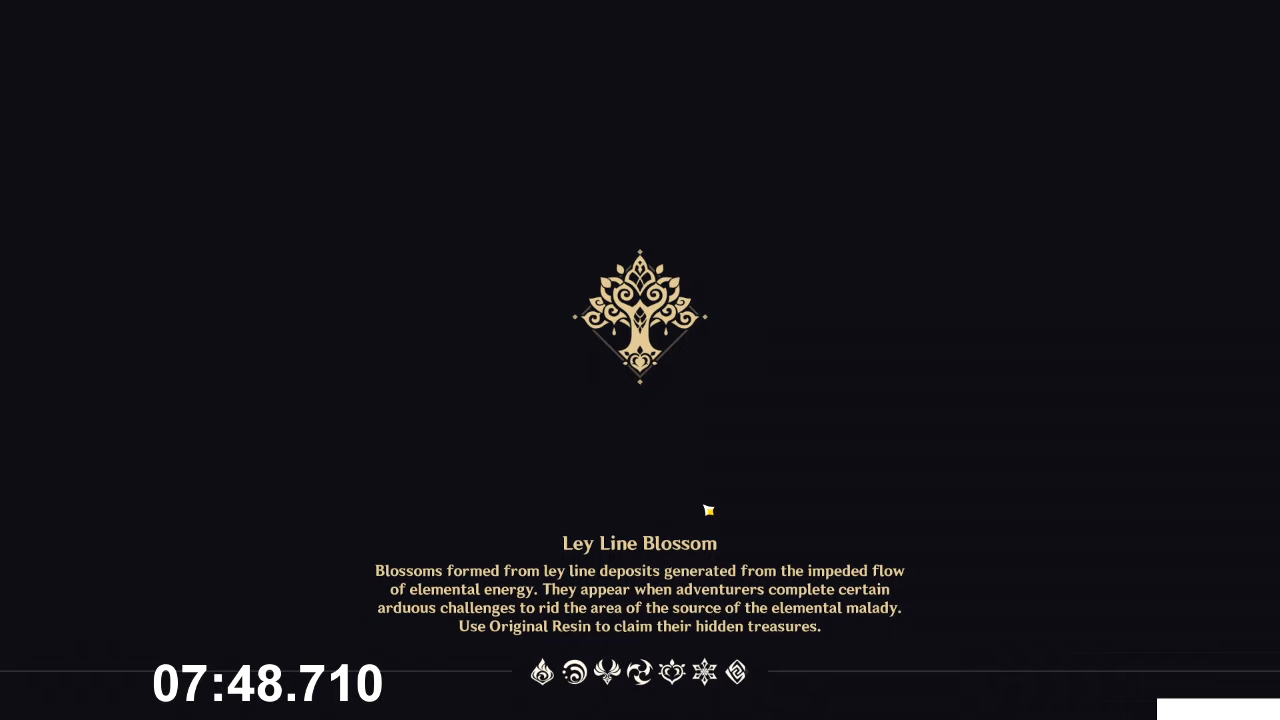 Ley Line Blossom
Blossoms formed from ley line deposits generated from the impeded flow
of elemental energy. They appear when adventurers complete certain
arduous challenges to rid the area of the source of the elemental malady.
Use Original Resin to claim their hidden treasures.
07:48.710